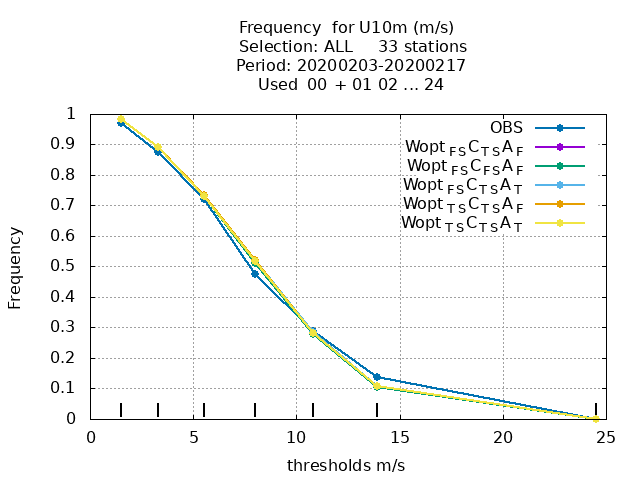 Frequency  for U10m (m/s)
Selection: ALL     33 stations
Period: 20200203-20200217
Used  00  + 01 02 ... 24
1
0.9
0.8
0.7
0.6
0.5
0.4
0.3
0.2
0.1
0
Frequency
OBS
Wopt FS C TS A F
Wopt FS C FS A F
Wopt FS C TS A T
Wopt TS C TS A F
Wopt TS C TS A T
0 5 10 15 20 25
thresholds m/s